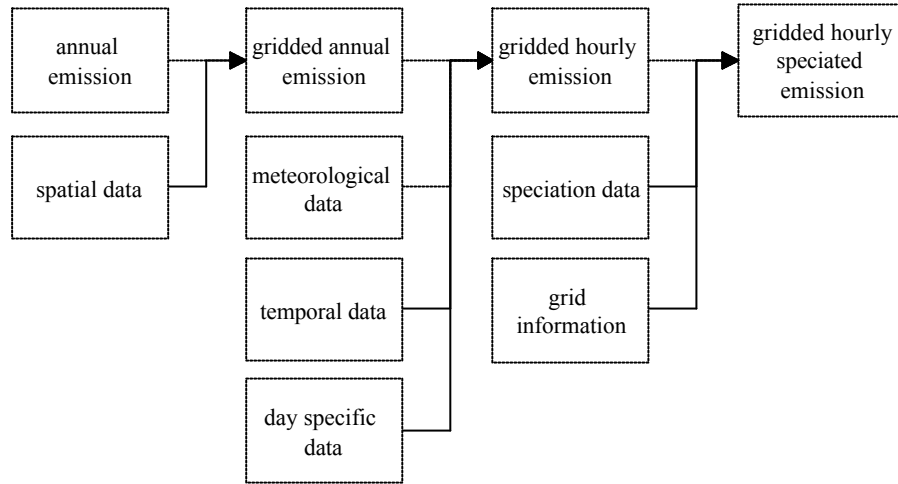 annual
emission
gridded annual
emission
gridded hourly
emission
gridded hourly
speciated
emission
spatial data
meteorological
data
speciation data
temporal data
grid
information
day specific
data